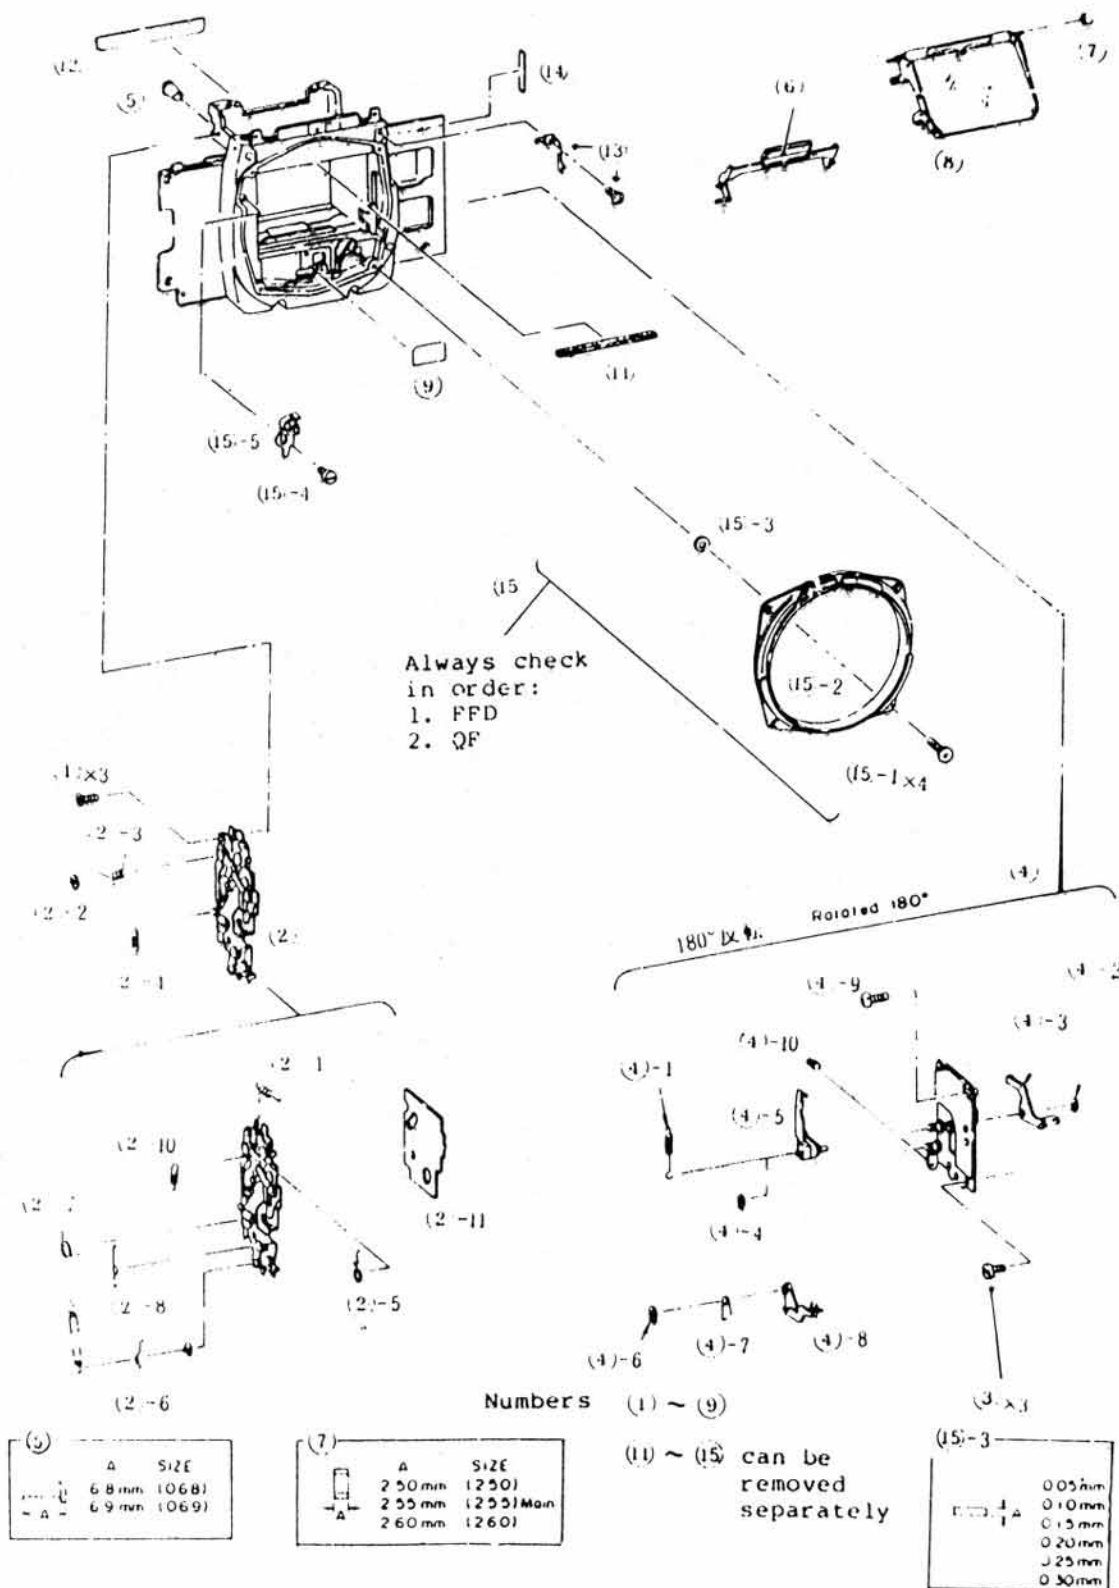 (12)
(5)
(14)
(13)
(6)
(7)
(8)
(9)
(11)
(15)-5
(15)-4
(15)-3
(15
Always check
in order:
1. FFD
2. QF
(15)-2
(15)-1×4
(1)×3
(2)-3
(2)-2
(2)
2)-4
(4)
Rotated 180°
180°
(4)-9
(4)-2
(4)-3
(4)-10
(4)-1
(4)-5
(4)-4
(2)-1
(2)-10
(2)-7
(2)-11
(2)-8
(2)-5
(2)-6
(4)-6
(4)-7
(4)-8
(3)×3
Numbers (1) ~ (9)
(11) ~ (15) can be
removed
separately
(5)
A SIZE
6.8mm (068)
6.9mm (069)
A
(7)
A SIZE
2.50mm (250)
2.55mm (255) Main
2.60mm (260)
A
(15)-3
A
0.05mm
0.10mm
0.15mm
0.20mm
0.25mm
0.30mm